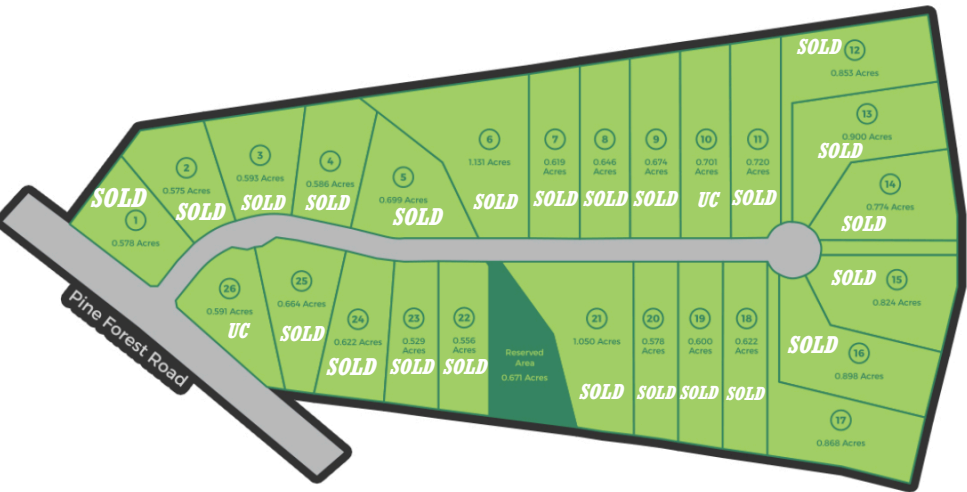 SOLD
1
0.578 Acres
2
0.575 Acres
SOLD
3
0.593 Acres
SOLD
4
0.586 Acres
SOLD
5
0.699 Acres
SOLD
6
1.131 Acres
SOLD
7
0.619
Acres
SOLD
8
0.646
Acres
SOLD
9
0.674
Acres
SOLD
10
0.701
Acres
UC
11
0.720
Acres
SOLD
SOLD 12
0.853 Acres
13
0.900 Acres
SOLD
14
0.774 Acres
SOLD
SOLD 15
0.824 Acres
SOLD 16
0.898 Acres
17
0.868 Acres
18
0.622
Acres
SOLD
19
0.600
Acres
SOLD
20
0.578
Acres
SOLD
21
1.050 Acres
SOLD
Reserved
Area
0.671 Acres
22
0.556
Acres
SOLD
23
0.529
Acres
SOLD
24
0.622 Acres
SOLD
25
0.664 Acres
SOLD
26
0.591 Acres
UC
Pine Forest Road